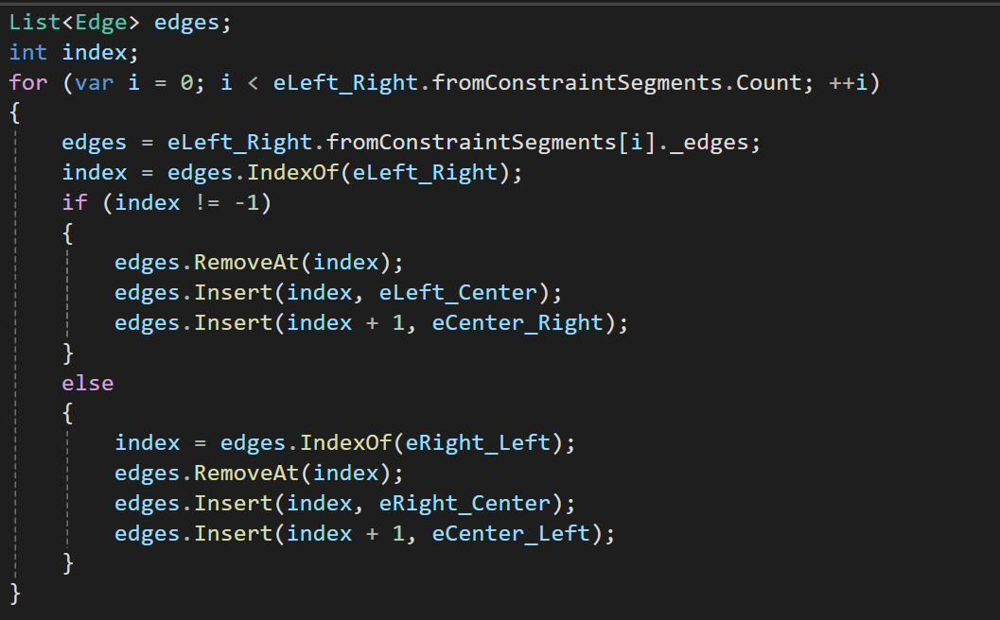 List<Edge> edges;
int index;
for (var i = 0; i < eLeft_Right.fromConstraintSegments.Count; ++i)
{
    edges = eLeft_Right.fromConstraintSegments[i]._edges;
    index = edges.IndexOf(eLeft_Right);
    if (index != -1)
    {
        edges.RemoveAt(index);
        edges.Insert(index, eLeft_Center);
        edges.Insert(index + 1, eCenter_Right);
    }
    else
    {
        index = edges.IndexOf(eRight_Left);
        edges.RemoveAt(index);
        edges.Insert(index, eRight_Center);
        edges.Insert(index + 1, eCenter_Left);
    }
}